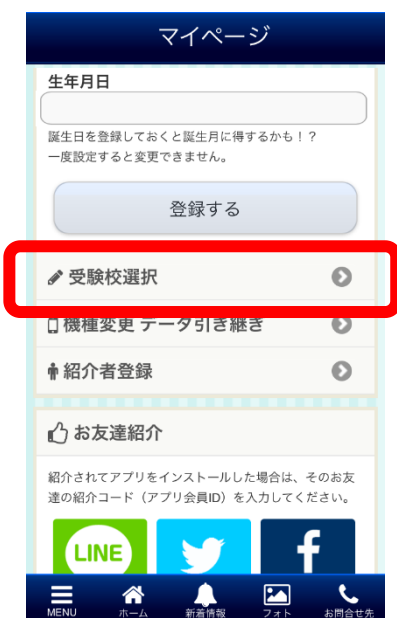 マイページ
生年月日
誕生日を登録しておくと誕生月に得するかも！？
一度設定すると変更できません。
登録する
受験校選択
機種変更 データ引き継ぎ
紹介者登録
お友達紹介
紹介されてアプリをインストールした場合は、そのお友
達の紹介コード（アプリ会員ID）を入力してください。
LINE
MENU ホーム 新着情報 フォト お問合せ先